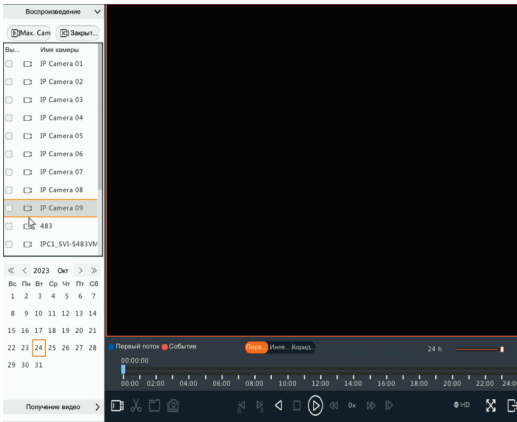 Воспроизведение
Max. Cam Закрыт...
Вы... Имя камеры
IP Camera 01
IP Camera 02
IP Camera 03
IP Camera 04
IP Camera 05
IP Camera 06
IP Camera 07
IP Camera 08
IP Camera 09
483
IPC1_SVI-S483VM
2023 Окт
Вс Пн Вт Ср Чт Пт Сб
1 2 3 4 5 6 7
8 9 10 11 12 13 14
15 16 17 18 19 20 21
22 23 24 25 26 27 28
29 30 31
Получение видео
Первый поток Событие Перв... Инте... Корид... 24 h
00:00:00
00:00 02:00 04:00 06:00 08:00 10:00 12:00 14:00 16:00 18:00 20:00 22:00 24:00
0x HD